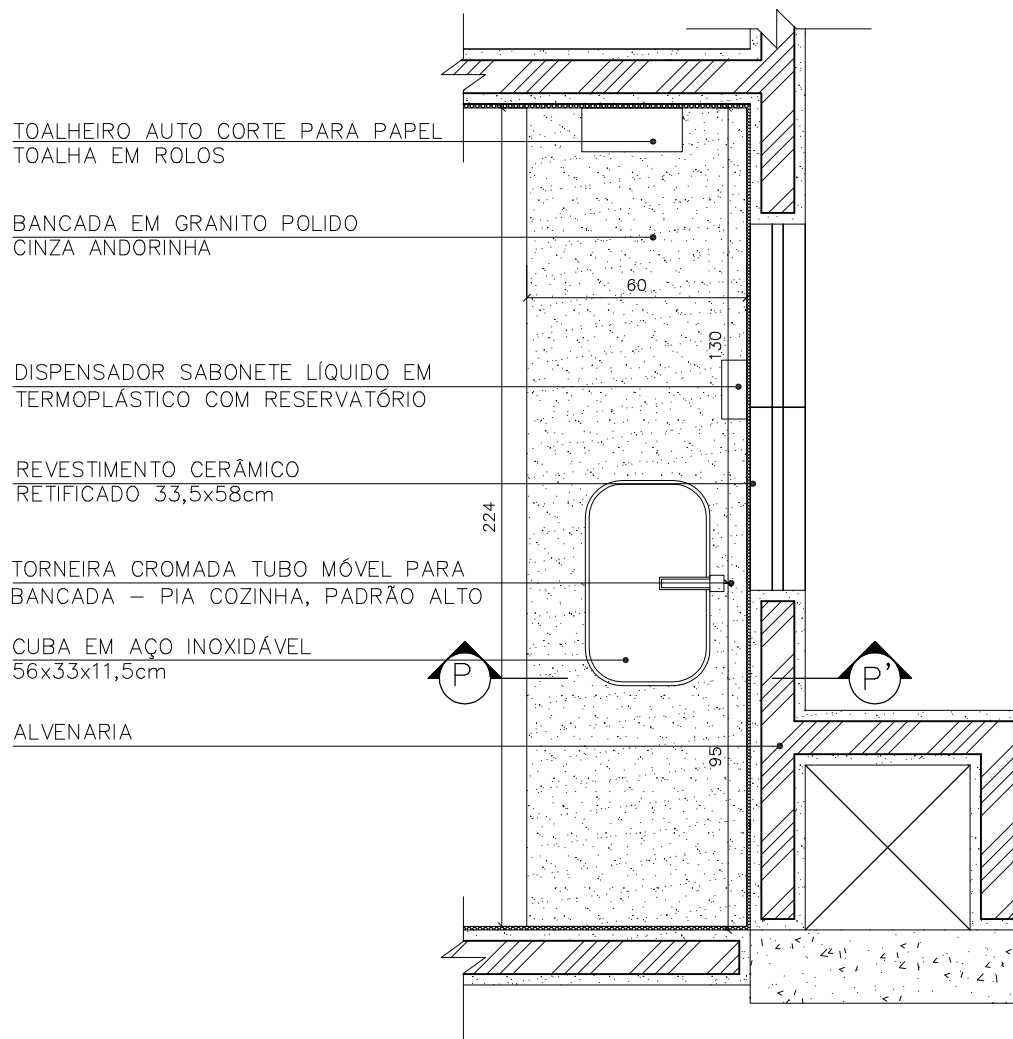 TOALHEIRO AUTO CORTE PARA PAPEL
TOALHA EM ROLOS
BANCADA EM GRANITO POLIDO
CINZA ANDORINHA
60
130
DISPENSADOR SABONETE LÍQUIDO EM
TERMOPLÁSTICO COM RESERVATÓRIO
REVESTIMENTO CERÂMICO
RETIFICADO 33,5x58cm
224
TORNEIRA CROMADA TUBO MÓVEL PARA
BANCADA – PIA COZINHA, PADRÃO ALTO
CUBA EM AÇO INOXIDÁVEL
56x33x11,5cm
P
P'
ALVENARIA
95